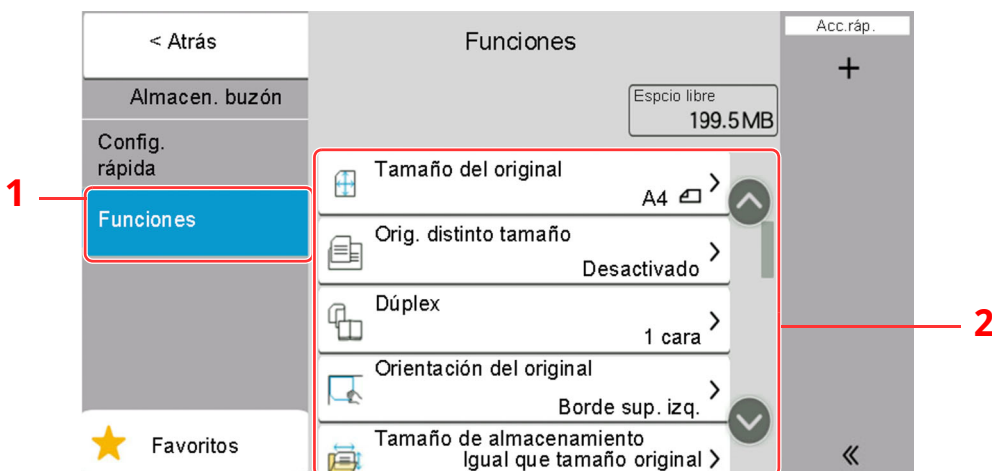 < Atrás
Funciones
Acc.ráp.
+
Almacen. buzón
Espcio libre
199.5MB
Config.
rápida
Tamaño del original
A4
1
Funciones
Orig. distinto tamaño
Desactivado
Dúplex
1 cara
2
Orientación del original
Borde sup. izq.
Favoritos
Tamaño de almacenamiento
Igual que tamaño original